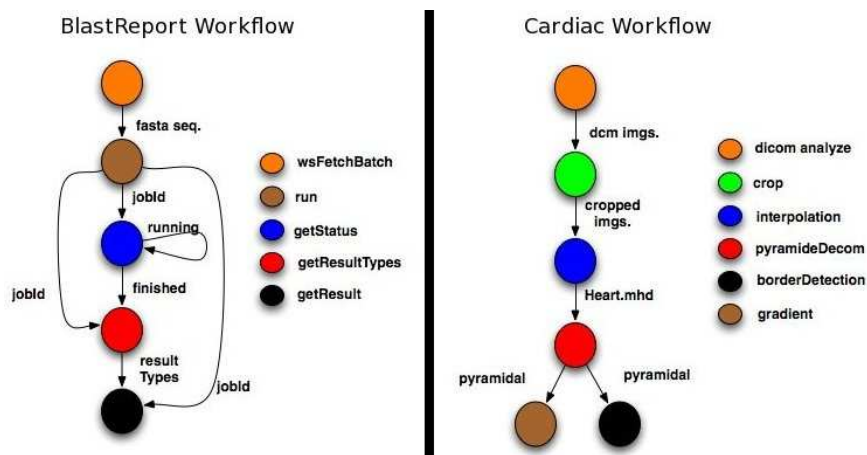 BlastReport Workflow
fasta seq.
jobId
running
finished
jobId
result
Types
jobId
wsFetchBatch
run
getStatus
getResultTypes
getResult
Cardiac Workflow
dcm imgs.
cropped
imgs.
Heart.mhd
pyramidal
pyramidal
dicom analyze
crop
interpolation
pyramideDecom
borderDetection
gradient